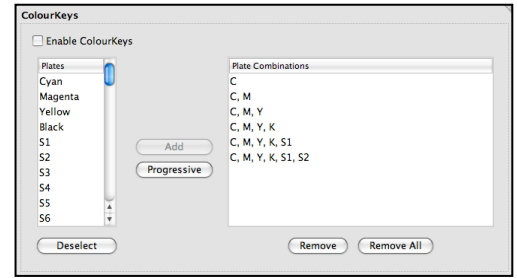 ColourKeys
Enable ColourKeys
Plates
Cyan
Magenta
Yellow
Black
S1
S2
S3
S4
S5
S6
Deselect
Add
Progressive
Plate Combinations
C
C, M
C, M, Y
C, M, Y, K
C, M, Y, K, S1
C, M, Y, K, S1, S2
Remove
Remove All